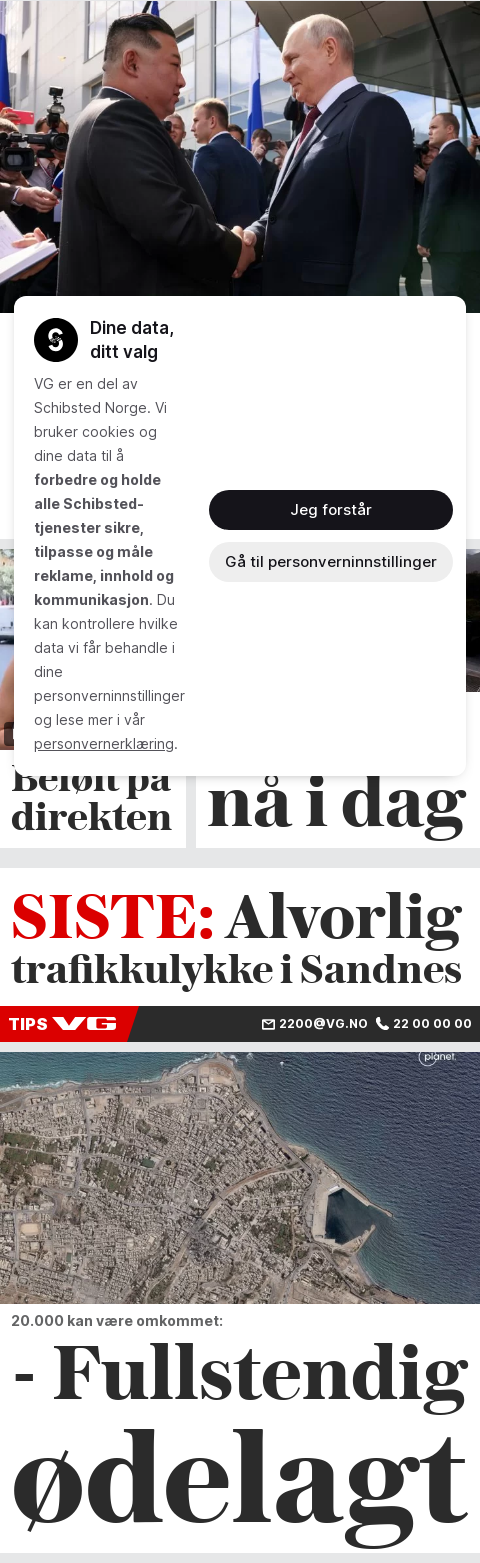 Dine data,
ditt valg
VG er en del av
Schibsted Norge. Vi
bruker cookies og
dine data til å
forbedre og holde
alle Schibsted-
tjenester sikre,
tilpasse og måle
reklame, innhold og
kommunikasjon. Du
kan kontrollere hvilke
data vi får behandle i
dine
personverninnstillinger
og lese mer i vår
personvernerklæring.
Jeg forstår
Gå til personverninnstillinger
Beføłt på
direkten
nå i dag
SISTE: Alvorlig
trafikkulykke i Sandnes
TIPS VG
2200@VG.NO 22 00 00 00
planet.
20.000 kan være omkommet:
- Fullstendig
ødelagt